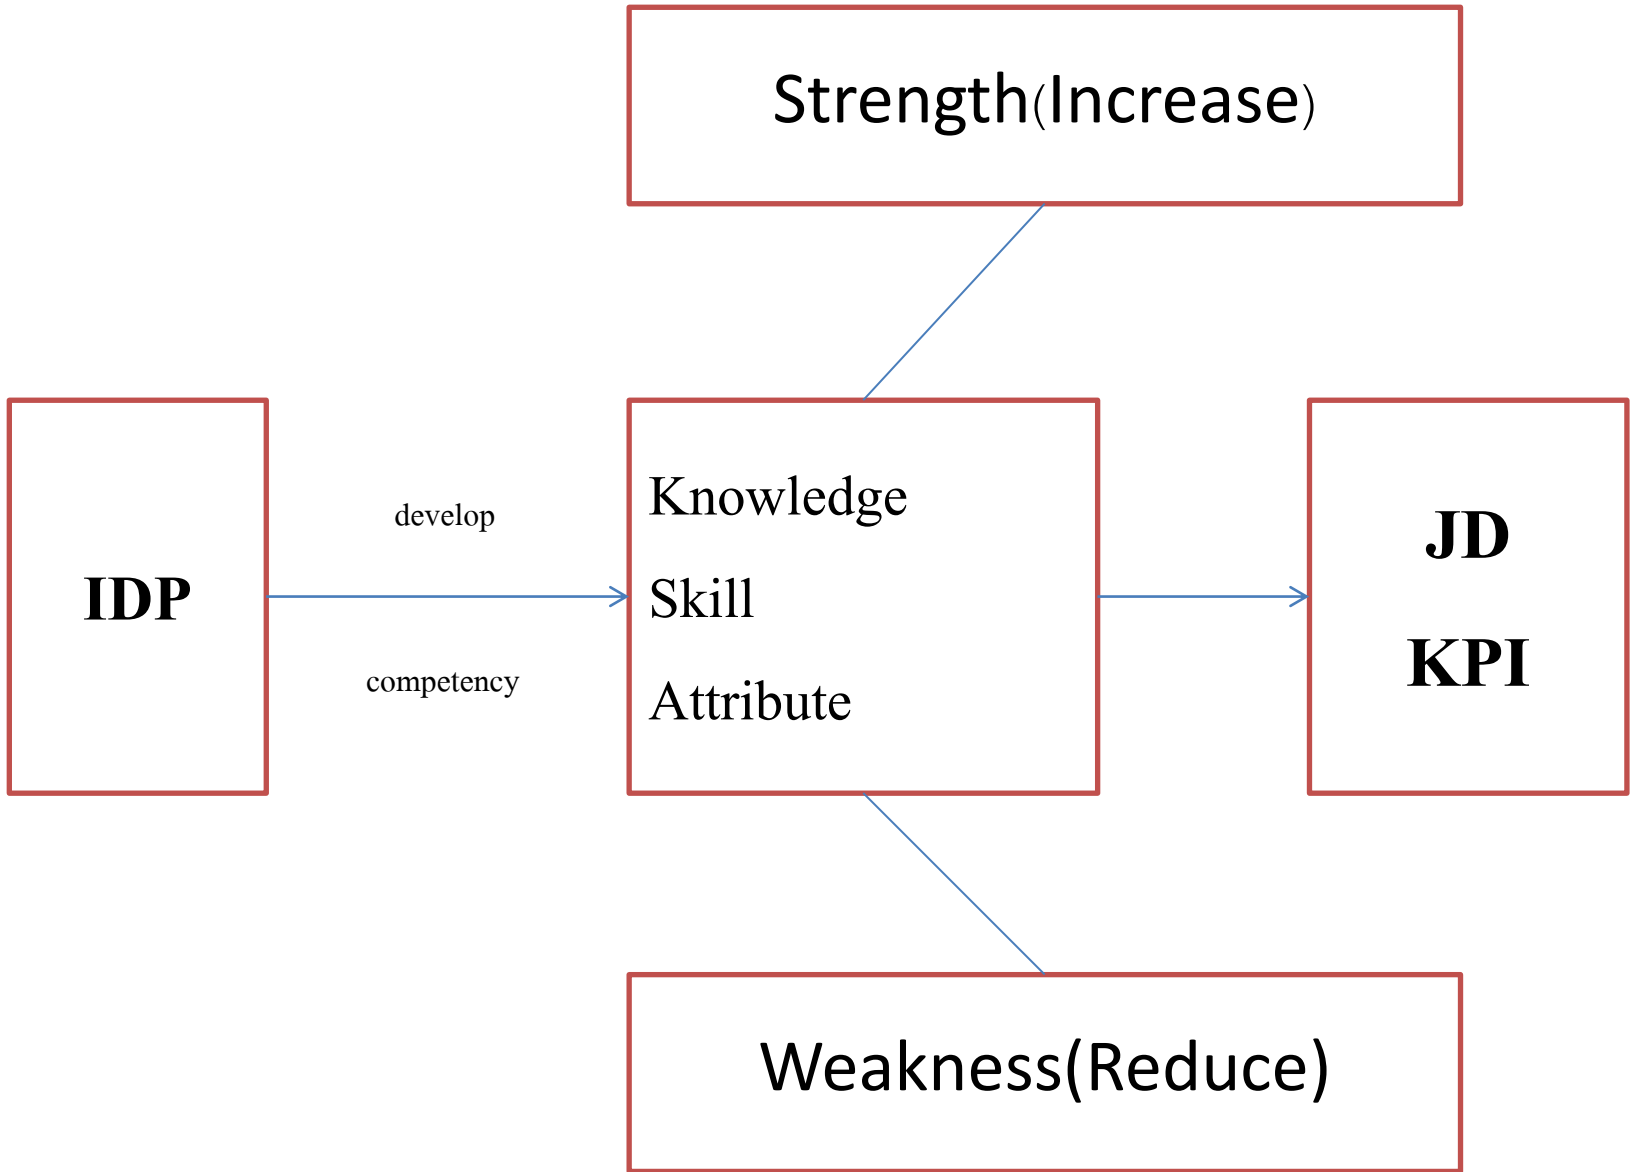 Strength(Increase)
IDP
develop
competency
Knowledge
Skill
Attribute
JD
KPI
Weakness(Reduce)